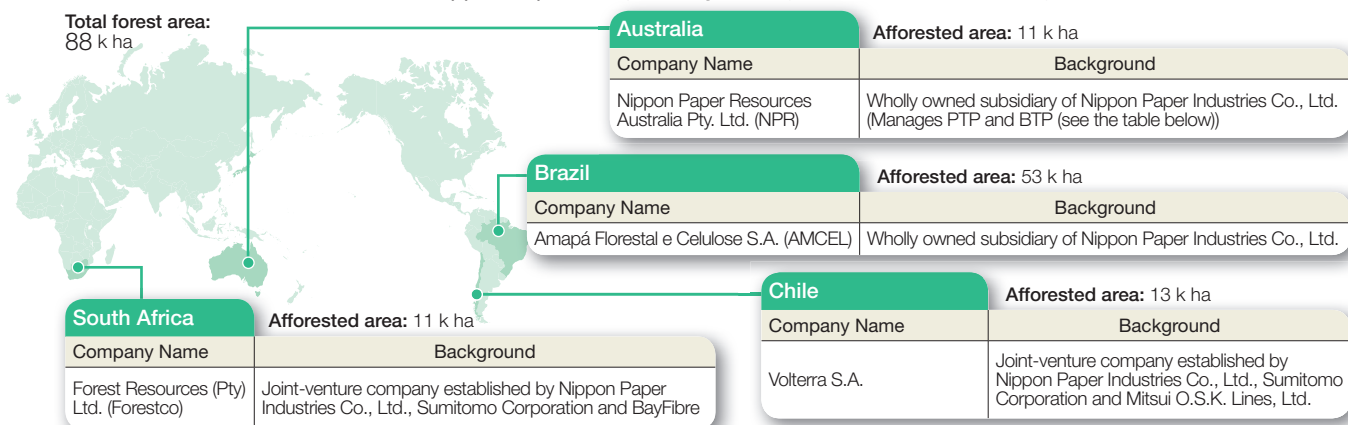 Total forest area:
88 k ha
Australia
Afforested area: 11 k ha
Company Name
Background
Nippon Paper Resources
Australia Pty. Ltd. (NPR)
Wholly owned subsidiary of Nippon Paper Industries Co., Ltd.
(Manages PTP and BTP (see the table below))
Brazil
Afforested area: 53 k ha
Company Name
Background
Amapá Florestal e Celulose S.A. (AMCEL)
Wholly owned subsidiary of Nippon Paper Industries Co., Ltd.
Chile
Afforested area: 13 k ha
Company Name
Background
Volterra S.A.
Joint-venture company established by
Nippon Paper Industries Co., Ltd., Sumitomo
Corporation and Mitsui O.S.K. Lines, Ltd.
South Africa
Afforested area: 11 k ha
Company Name
Background
Forest Resources (Pty)
Ltd. (Forestco)
Joint-venture company established by Nippon Paper
Industries Co., Ltd., Sumitomo Corporation and BayFibre